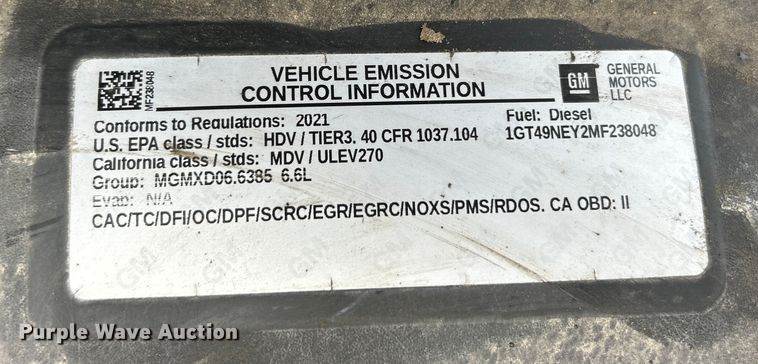 MF238048
VEHICLE EMISSION
CONTROL INFORMATION
GM
GENERAL
MOTORS
LLC
Conforms to Regulations: 2021
Fuel: Diesel
U.S. EPA class / stds: HDV / TIER3, 40 CFR 1037.104
1GT49NEY2MF238048
California class / stds: MDV / ULEV270
Group: MGMXD06.6385 6.6L
Evap: N/A
CAC/TC/DFI/OC/DPF/SCRC/EGR/EGRC/NOXS/PMS/RDOS. CA OBD: II
Purple Wave Auction